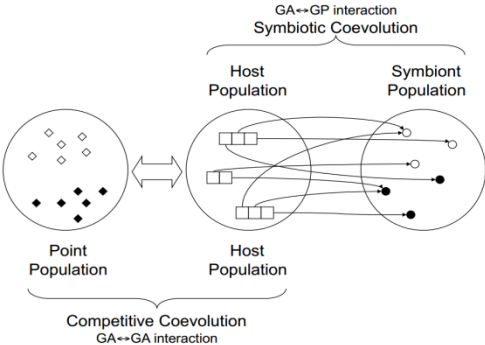 GA↔GP interaction
Symbiotic Coevolution
Host
Population
Symbiont
Population
Point
Population
Host
Population
Competitive Coevolution
GA↔GA interaction